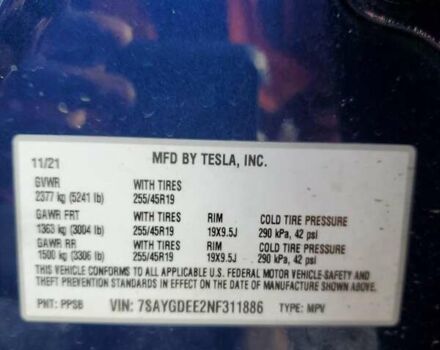 MFD BY TESLA, INC.
11/21
GVWR WITH TIRES
2377 kg (5241 lb) 255/45R19
GAWR FRT WITH TIRES RIM COLD TIRE PRESSURE
1363 kg (3004 lb) 255/45R19 19X9.5J 290 kPa, 42 psi
GAWR RR WITH TIRES RIM COLD TIRE PRESSURE
1500 kg (3306 lb) 255/45R19 19X9.5J 290 kPa, 42 psi
THIS VEHICLE CONFORMS TO ALL APPLICABLE U.S. FEDERAL MOTOR VEHICLE-SAFETY AND
THEFT PREVENTION STANDARDS IN EFFECT ON THE DATE OF MANUFACTURE SHOWN ABOVE.
PNT: PPSB VIN: 7SAYGDEE2NF311886 TYPE: MPV